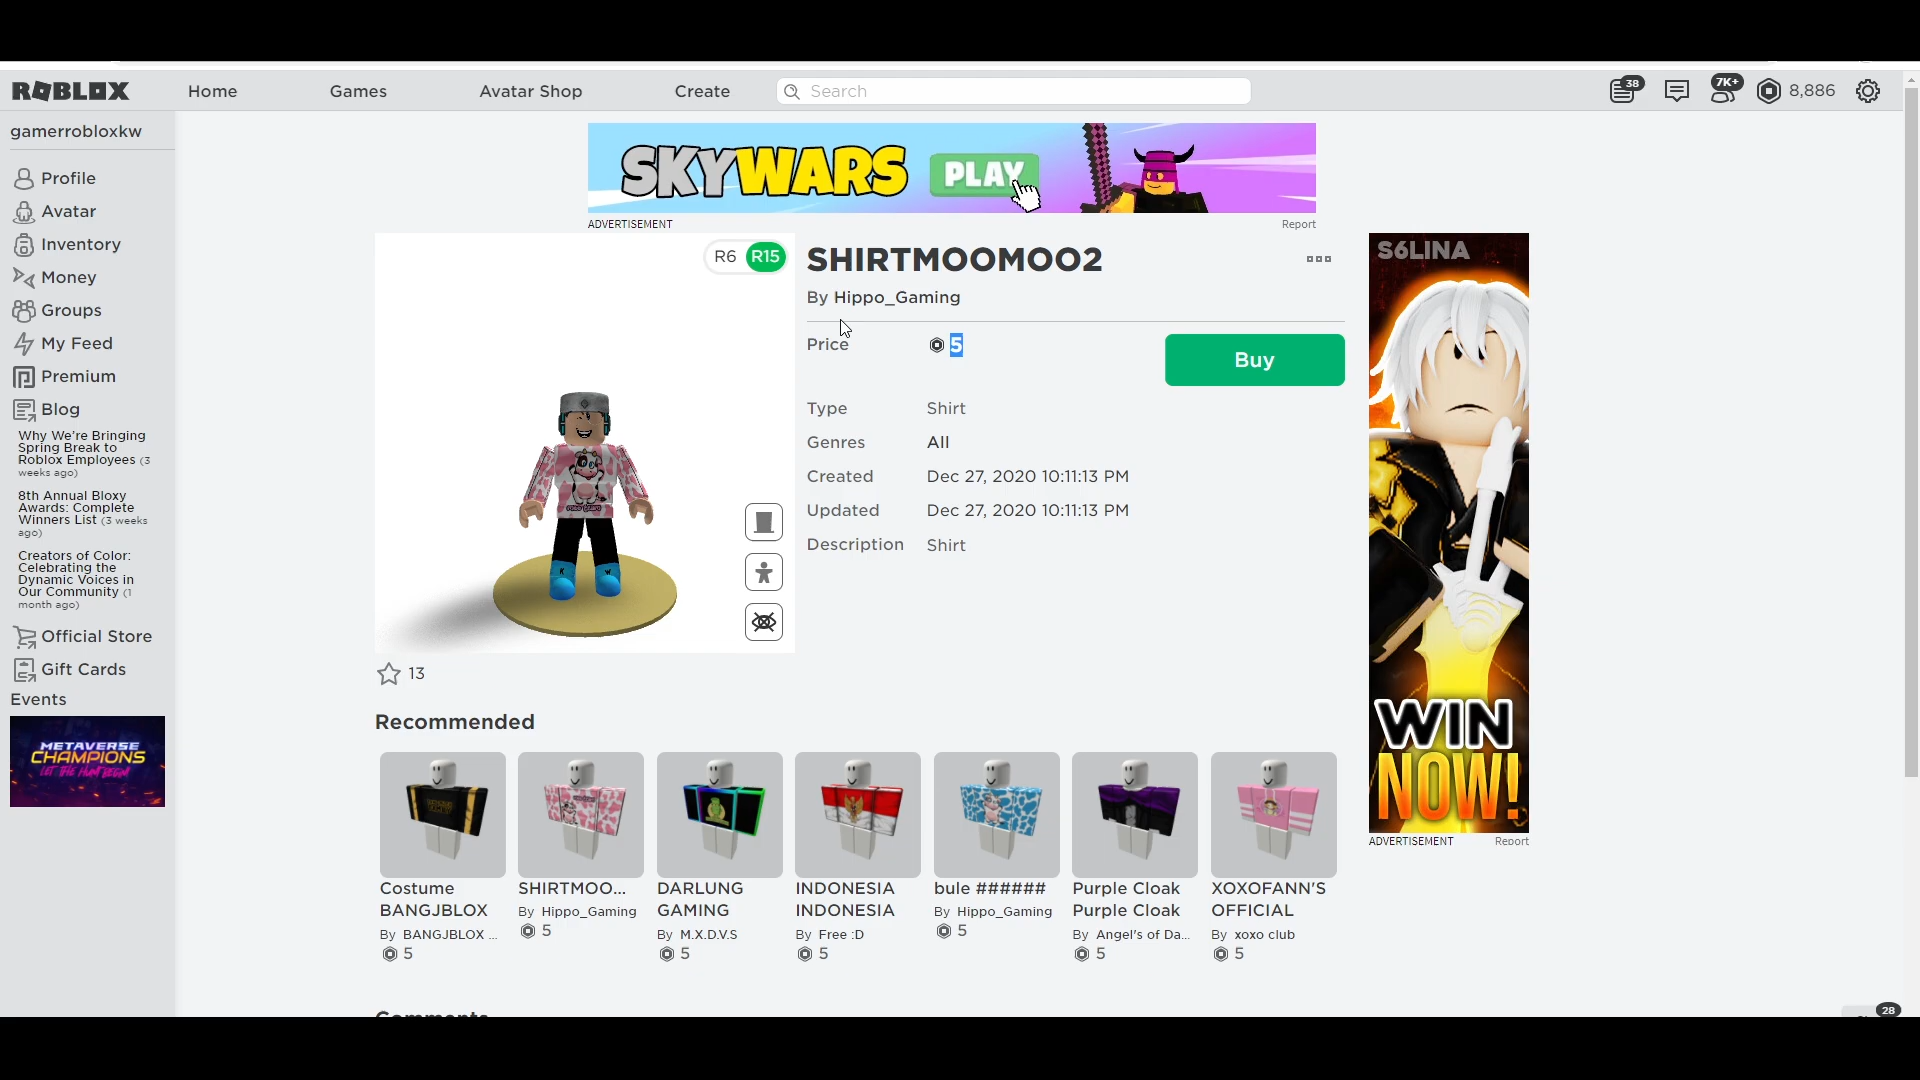 ROBLOX
Home
Games
Avatar Shop
Create
Search
38
7K+
8,886
gamerrobloxkw
Profile
Avatar
Inventory
Money
Groups
My Feed
Premium
Blog
Why We're Bringing
Spring Break to
Roblox Employees (3
weeks ago)
8th Annual Bloxy
Awards: Complete
Winners List (3 weeks
ago)
Creators of Color:
Celebrating the
Dynamic Voices in
Our Community (1
month ago)
Official Store
Gift Cards
Events
METAVERSE
CHAMPIONS
LET THE HUNT BEGIN!
SKYWARS
PLAY
ADVERTISEMENT
Report
R6
R15
K
W
SHIRTMOOMOO2
By Hippo_Gaming
Price
5
Buy
Type
Shirt
Genres
All
Created
Dec 27, 2020 10:11:13 PM
Updated
Dec 27, 2020 10:11:13 PM
Description
Shirt
13
S6LINA
WIN
NOW!
ADVERTISEMENT
Report
Recommended
Costume
BANGJBLOX
By BANGJBLOX ...
5
SHIRTMOO...
By Hippo_Gaming
5
DARLUNG
GAMING
By M.X.D.V.S
5
INDONESIA
INDONESIA
By Free :D
5
bule ######
By Hippo_Gaming
5
Purple Cloak
Purple Cloak
By Angel's of Da...
5
XOXOFANN'S
OFFICIAL
By xoxo club
5
Comments
28